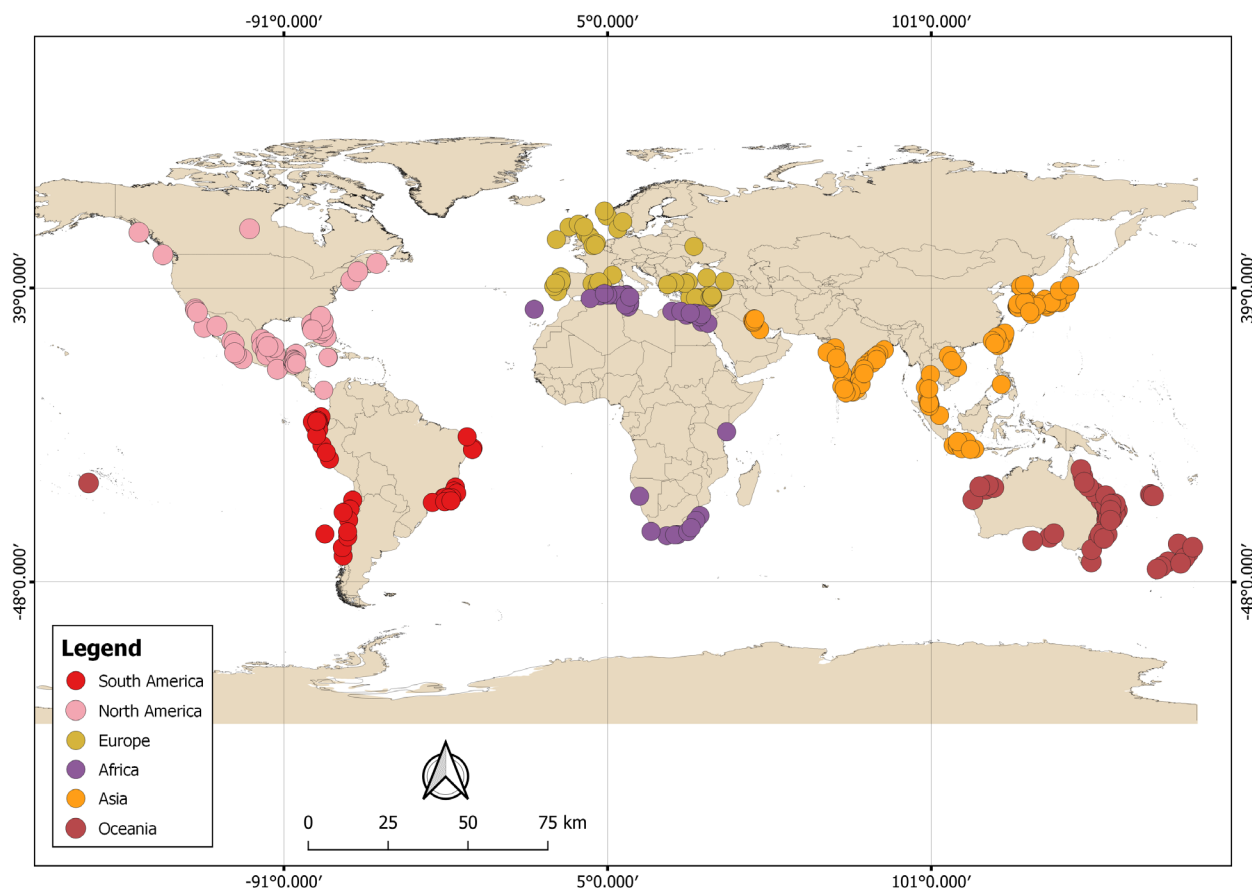 -91°0.000′ 5°0.000′ 101°0.000′
39°0.000′ 39°0.000′
-48°0.000′ -48°0.000′
Legend
South America
North America
Europe
Africa
Asia
Oceania
0 25 50 75 km
-91°0.000′ 5°0.000′ 101°0.000′